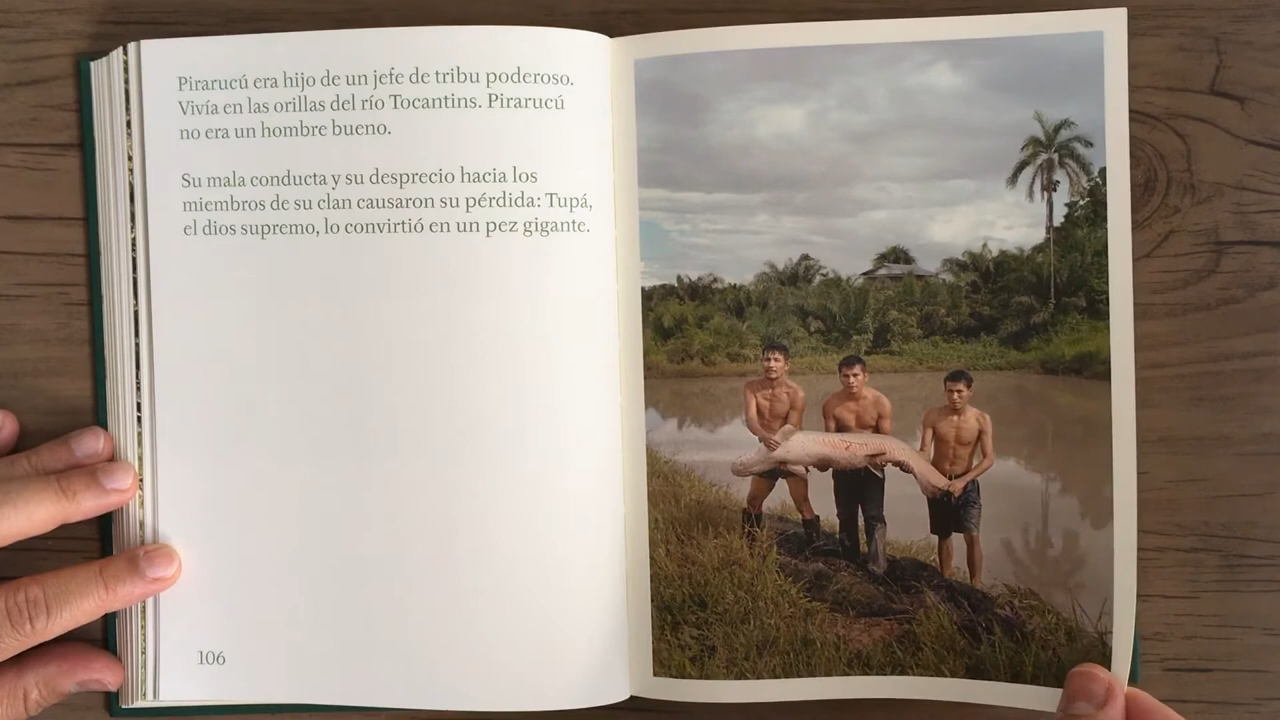 Pirarucú era hijo de un jefe de tribu poderoso.
Vivía en las orillas del río Tocantins. Pirarucú
no era un hombre bueno.
Su mala conducta y su desprecio hacia los
miembros de su clan causaron su pérdida: Tupá,
el dios supremo, lo convirtió en un pez gigante.
106